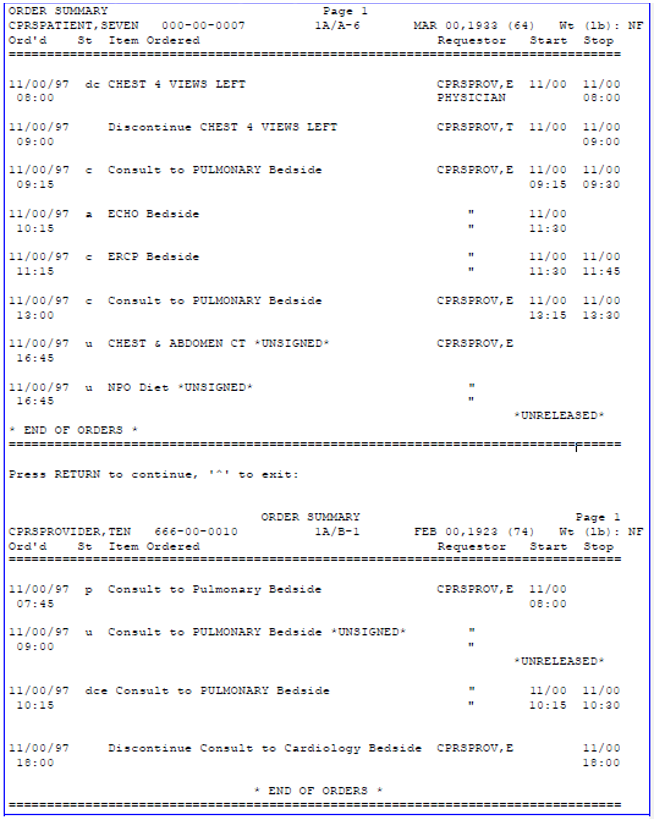 ORDER SUMMARY Page 1
CPRSPATIENT,SEVEN 000-00-0007 1A/A-6 MAR 00,1933 (64) Wt (lb): NF
Ord'd St Item Ordered Requestor Start Stop
===============================================================================
11/00/97 dc CHEST 4 VIEWS LEFT CPRSPROV,E 11/00 11/00
08:00 PHYSICIAN 08:00
11/00/97 Discontinue CHEST 4 VIEWS LEFT CPRSPROV,T 11/00 11/00
09:00 09:00
11/00/97 c Consult to PULMONARY Bedside CPRSPROV,E 11/00 11/00
09:15 09:15 09:30
11/00/97 a ECHO Bedside " 11/00
10:15 " 11:30
11/00/97 c ERCP Bedside " 11/00 11/00
11:15 " 11:30 11:45
11/00/97 c Consult to PULMONARY Bedside CPRSPROV,E 11/00 11/00
13:00 13:15 13:30
11/00/97 u CHEST & ABDOMEN CT *UNSIGNED* CPRSPROV,E
16:45
11/00/97 u NPO Diet *UNSIGNED* "
16:45 "
*UNRELEASED*
* END OF ORDERS *
===============================================================================
Press RETURN to continue, '^' to exit:
ORDER SUMMARY Page 1
CPRSPROVIDER,TEN 666-00-0010 1A/B-1 FEB 00,1923 (74) Wt (lb): NF
Ord'd St Item Ordered Requestor Start Stop
===============================================================================
11/00/97 p Consult to Pulmonary Bedside CPRSPROV,E 11/00
07:45 08:00
11/00/97 u Consult to PULMONARY Bedside *UNSIGNED* "
09:00 "
*UNRELEASED*
11/00/97 dce Consult to PULMONARY Bedside " 11/00 11/00
10:15 " 10:15 10:30
11/00/97 Discontinue Consult to Cardiology Bedside CPRSPROV,E 11/00
18:00 18:00
* END OF ORDERS *
===============================================================================